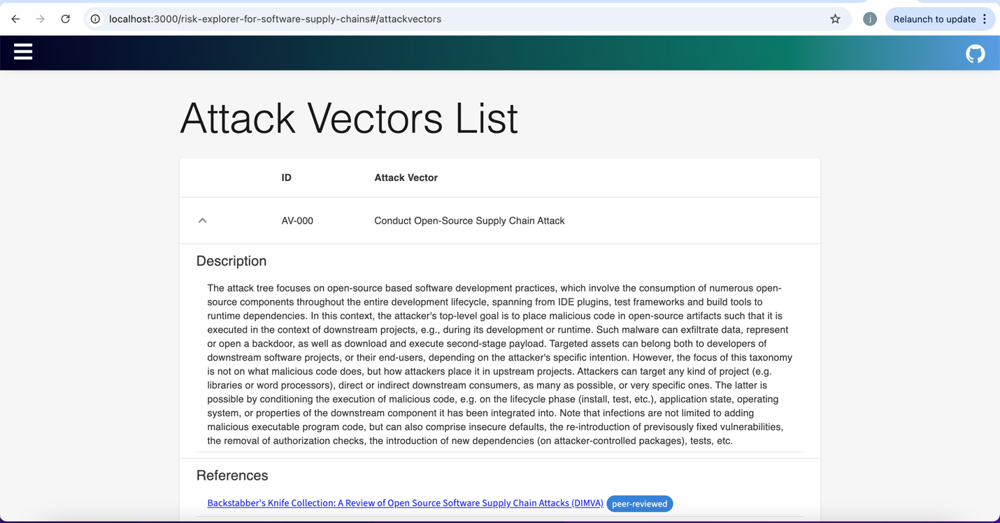 localhost:3000/risk-explorer-for-software-supply-chains#/attackvectors
j
Relaunch to update
Attack Vectors List
ID Attack Vector
AV-000 Conduct Open-Source Supply Chain Attack
Description
The attack tree focuses on open-source based software development practices, which involve the consumption of numerous open-
source components throughout the entire development lifecycle, spanning from IDE plugins, test frameworks and build tools to
runtime dependencies. In this context, the attacker's top-level goal is to place malicious code in open-source artifacts such that it is
executed in the context of downstream projects, e.g., during its development or runtime. Such malware can exfiltrate data, represent
or open a backdoor, as well as download and execute second-stage payload. Targeted assets can belong both to developers of
downstream software projects, or their end-users, depending on the attacker's specific intention. However, the focus of this taxonomy
is not on what malicious code does, but how attackers place it in upstream projects. Attackers can target any kind of project (e.g.
libraries or word processors), direct or indirect downstream consumers, as many as possible, or very specific ones. The latter is
possible by conditioning the execution of malicious code, e.g. on the lifecycle phase (install, test, etc.), application state, operating
system, or properties of the downstream component it has been integrated into. Note that infections are not limited to adding
malicious executable program code, but can also comprise insecure defaults, the re-introduction of previsously fixed vulnerabilities,
the removal of authorization checks, the introduction of new dependencies (on attacker-controlled packages), tests, etc.
References
Backstabber's Knife Collection: A Review of Open Source Software Supply Chain Attacks (DIMVA) peer-reviewed